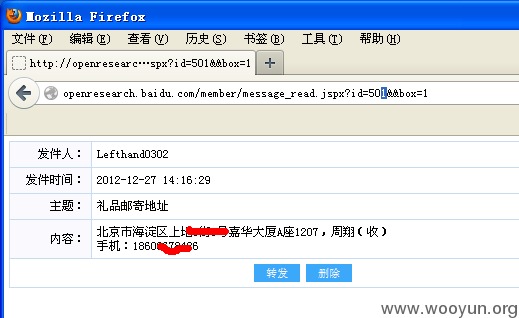 Mozilla Firefox
文件(F) 编辑(E) 查看(V) 历史(S) 书签(B) 工具(T) 帮助(H)
http://openresearc…spx?id=501&&box=1
openresearch.baidu.com/member/message_read.jspx?id=501&&box=1
发件人： Lefthand0302
发件时间： 2012-12-27 14:16:29
主题： 礼品邮寄地址
内容： 北京市海淀区上地 号嘉华大厦A座1207，周翔（收）
手机：1860 6
转发 删除
www.wooyun.org